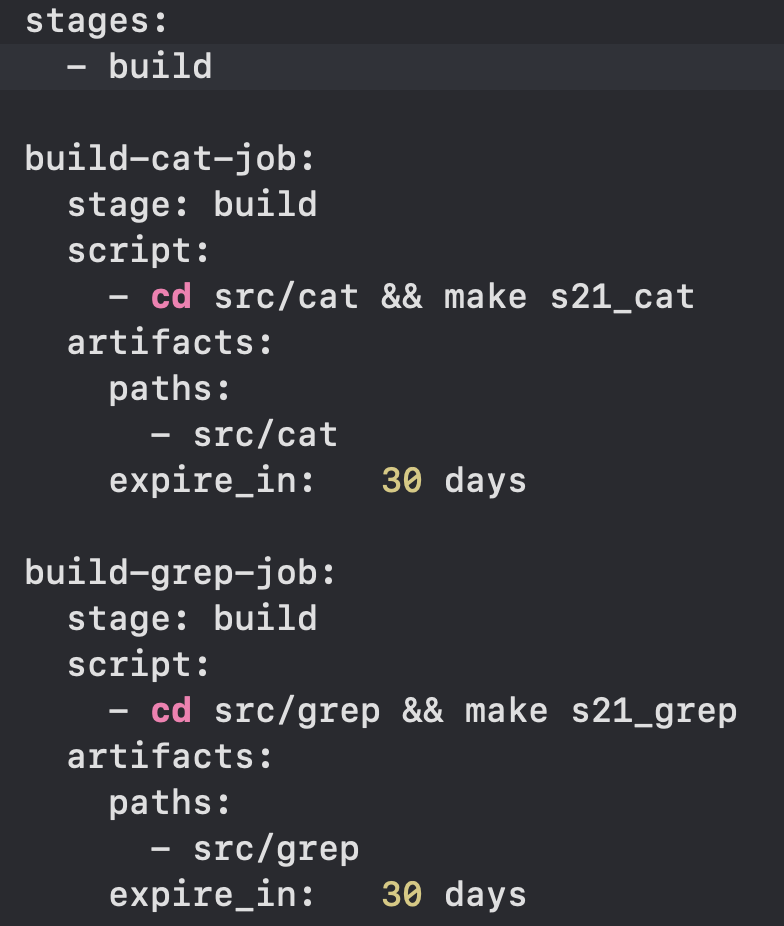 stages:
  - build

build-cat-job:
  stage: build
  script:
    - cd src/cat && make s21_cat
  artifacts:
    paths:
      - src/cat
    expire_in:   30 days

build-grep-job:
  stage: build
  script:
    - cd src/grep && make s21_grep
  artifacts:
    paths:
      - src/grep
    expire_in:   30 days